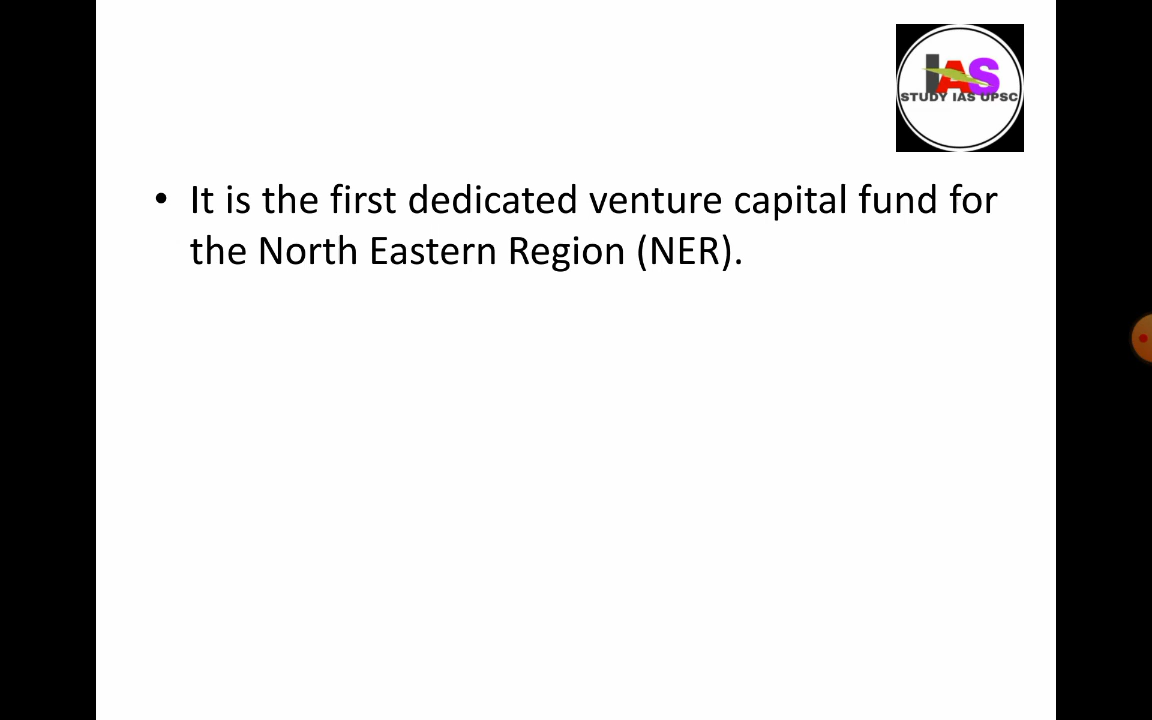 IAS
STUDY IAS UPSC
• It is the first dedicated venture capital fund for
the North Eastern Region (NER).